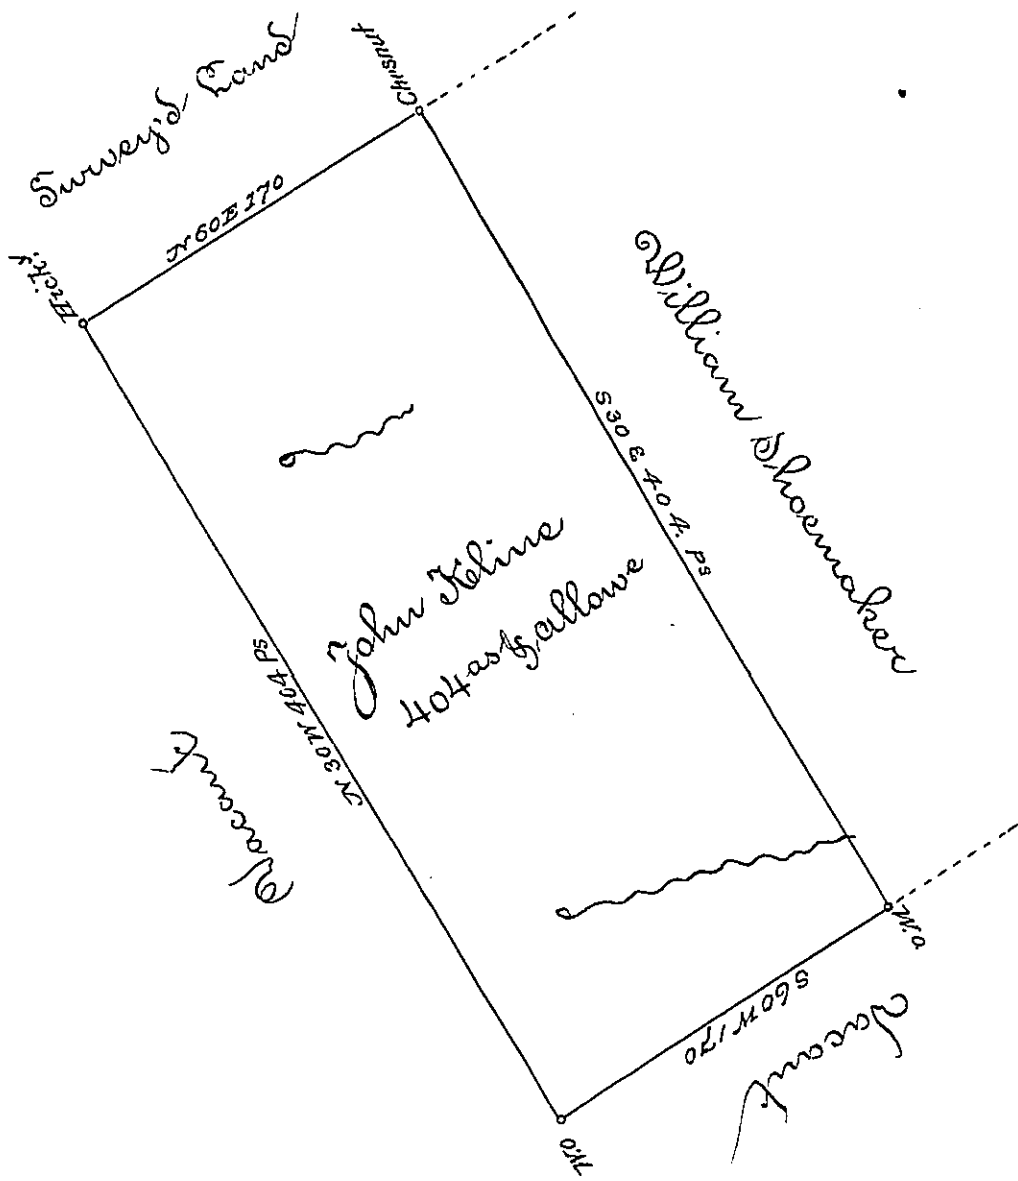 Survey'd Land
Chesnut
Hick.y
N 60 E 170
William Shoemaker
S 30 E 404 Ps
John Kline
404 as & allowe
N 30 W 404 Ps
Vacant
W.O
S 60 W 170
Vacant
W.O